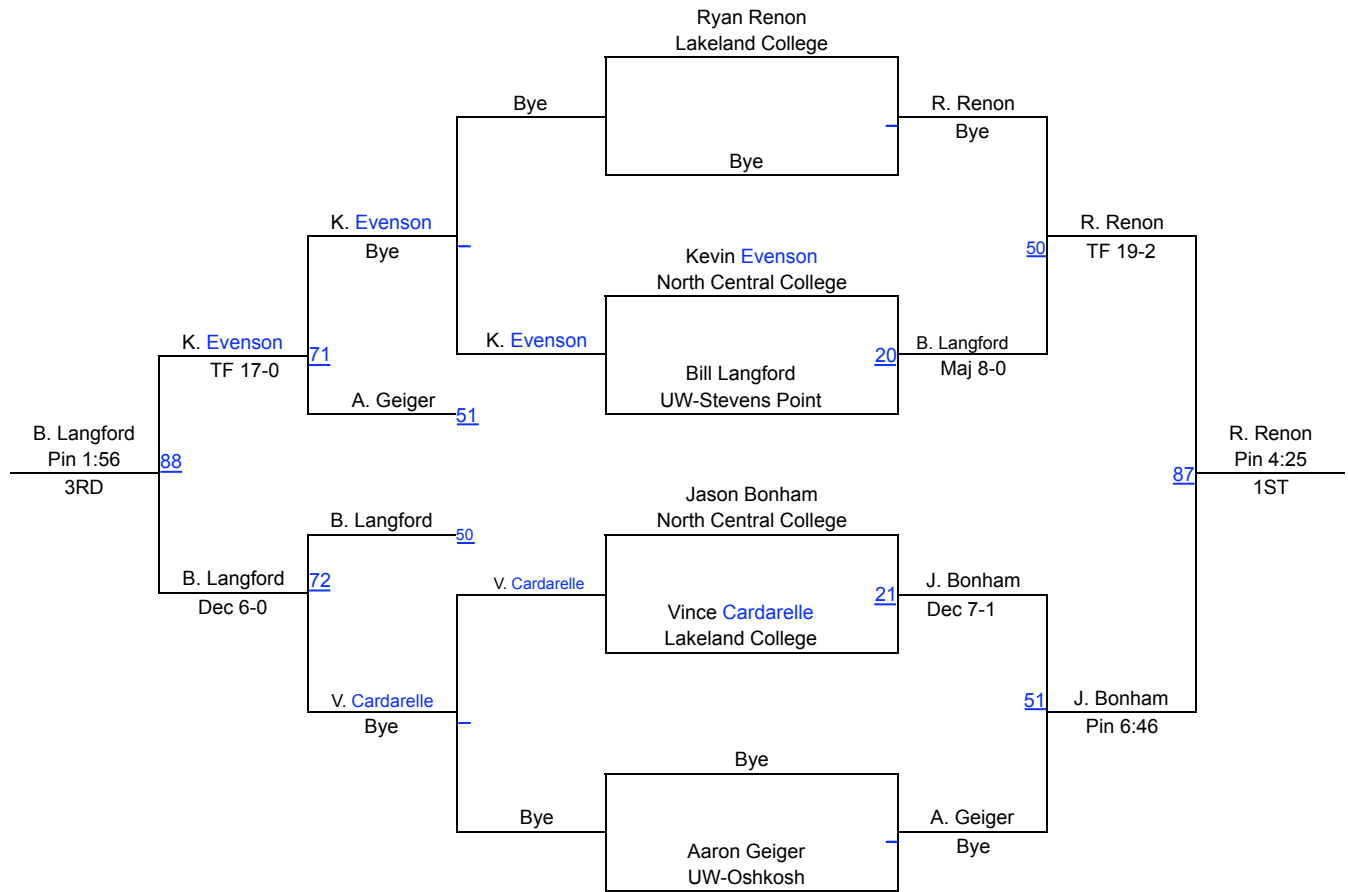 Ryan Renon
Lakeland College
Bye
R. Renon
–
Bye
Bye
K. Evenson
Bye
–
R. Renon
50
TF 19-2
Kevin Evenson
North Central College
K. Evenson
K. Evenson
71
TF 17-0
20
B. Langford
Maj 8-0
Bill Langford
UW-Stevens Point
A. Geiger
51
B. Langford
Pin 1:56
88
3RD
R. Renon
Pin 4:25
87
1ST
Jason Bonham
North Central College
B. Langford
50
B. Langford
72
Dec 6-0
V. Cardarelle
21
J. Bonham
Dec 7-1
Vince Cardarelle
Lakeland College
V. Cardarelle
Bye
–
51
J. Bonham
Pin 6:46
Bye
Bye
A. Geiger
–
Bye
Aaron Geiger
UW-Oshkosh